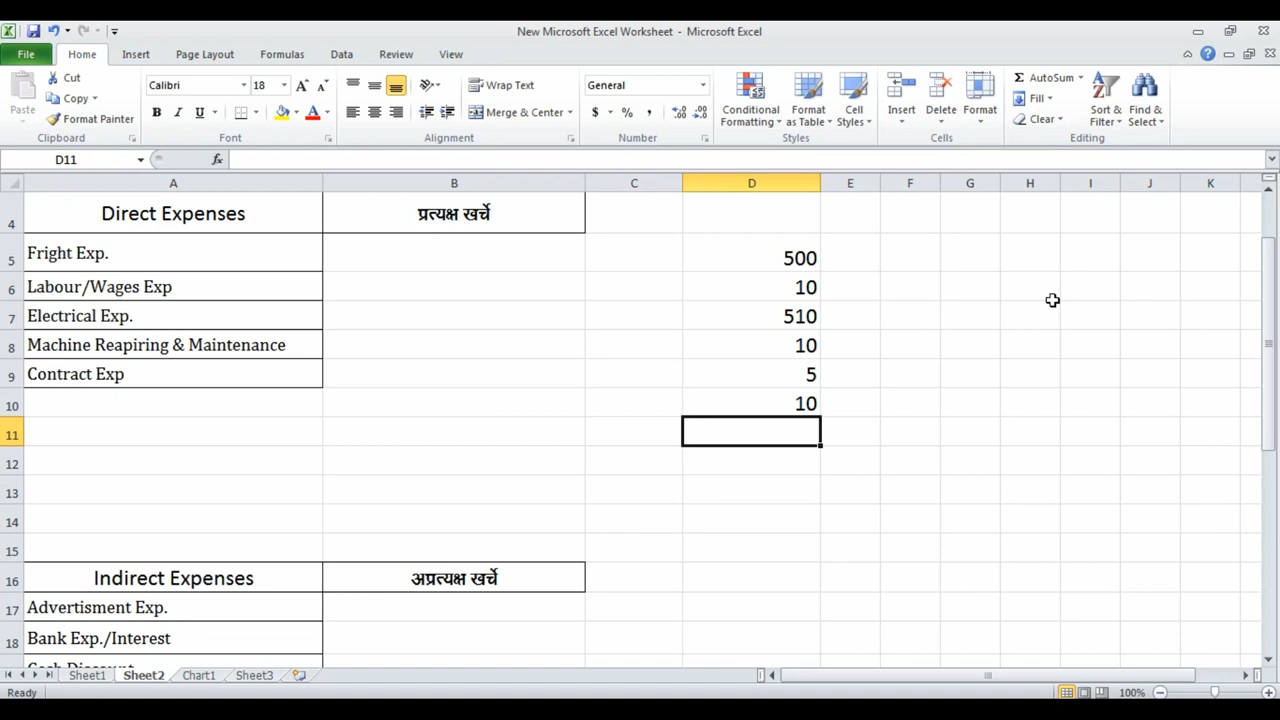 New Microsoft Excel Worksheet - Microsoft Excel
File Home Insert Page Layout Formulas Data Review View
Cut Calibri 18 Wrap Text General AutoSum
Paste Copy Conditional Formatting Format as Table Cell Styles Insert Delete Format Fill Sort & Filter Find & Select
Format Painter Merge & Center Clear
Clipboard Font Alignment Number Styles Cells Editing
D11 fx
A B C D E F G H I J K
4 Direct Expenses प्रत्यक्ष खर्चे
5 Fright Exp. 500
6 Labour/Wages Exp 10
7 Electrical Exp. 510
8 Machine Reapiring & Maintenance 10
9 Contract Exp 5
10 10
11
12
13
14
15
16 Indirect Expenses अप्रत्यक्ष खर्चे
17 Advertisment Exp.
18 Bank Exp./Interest
Cash Discount
Sheet1 Sheet2 Chart1 Sheet3
Ready 100%